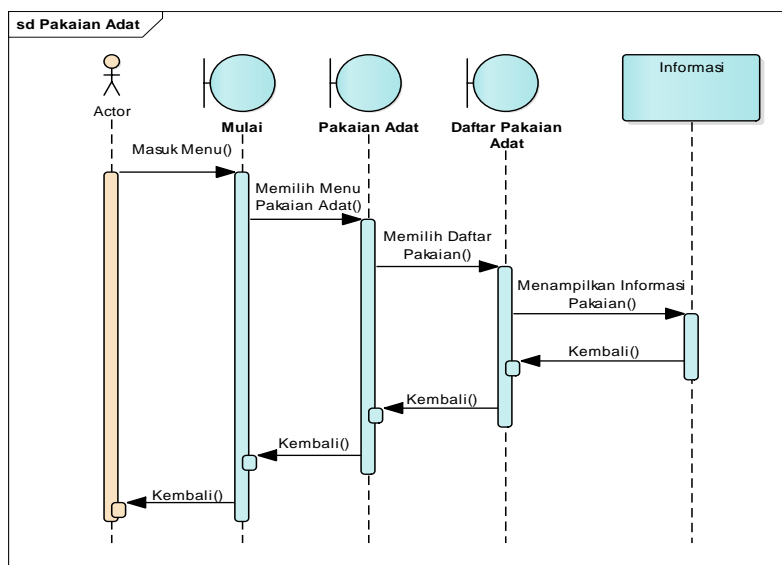 sd Pakaian Adat
Actor
Mulai
Pakaian Adat
Daftar Pakaian
Adat
Informasi
Masuk Menu()
Memilih Menu
Pakaian Adat()
Memilih Daftar
Pakaian()
Menampilkan Informasi
Pakaian()
Kembali()
Kembali()
Kembali()
Kembali()